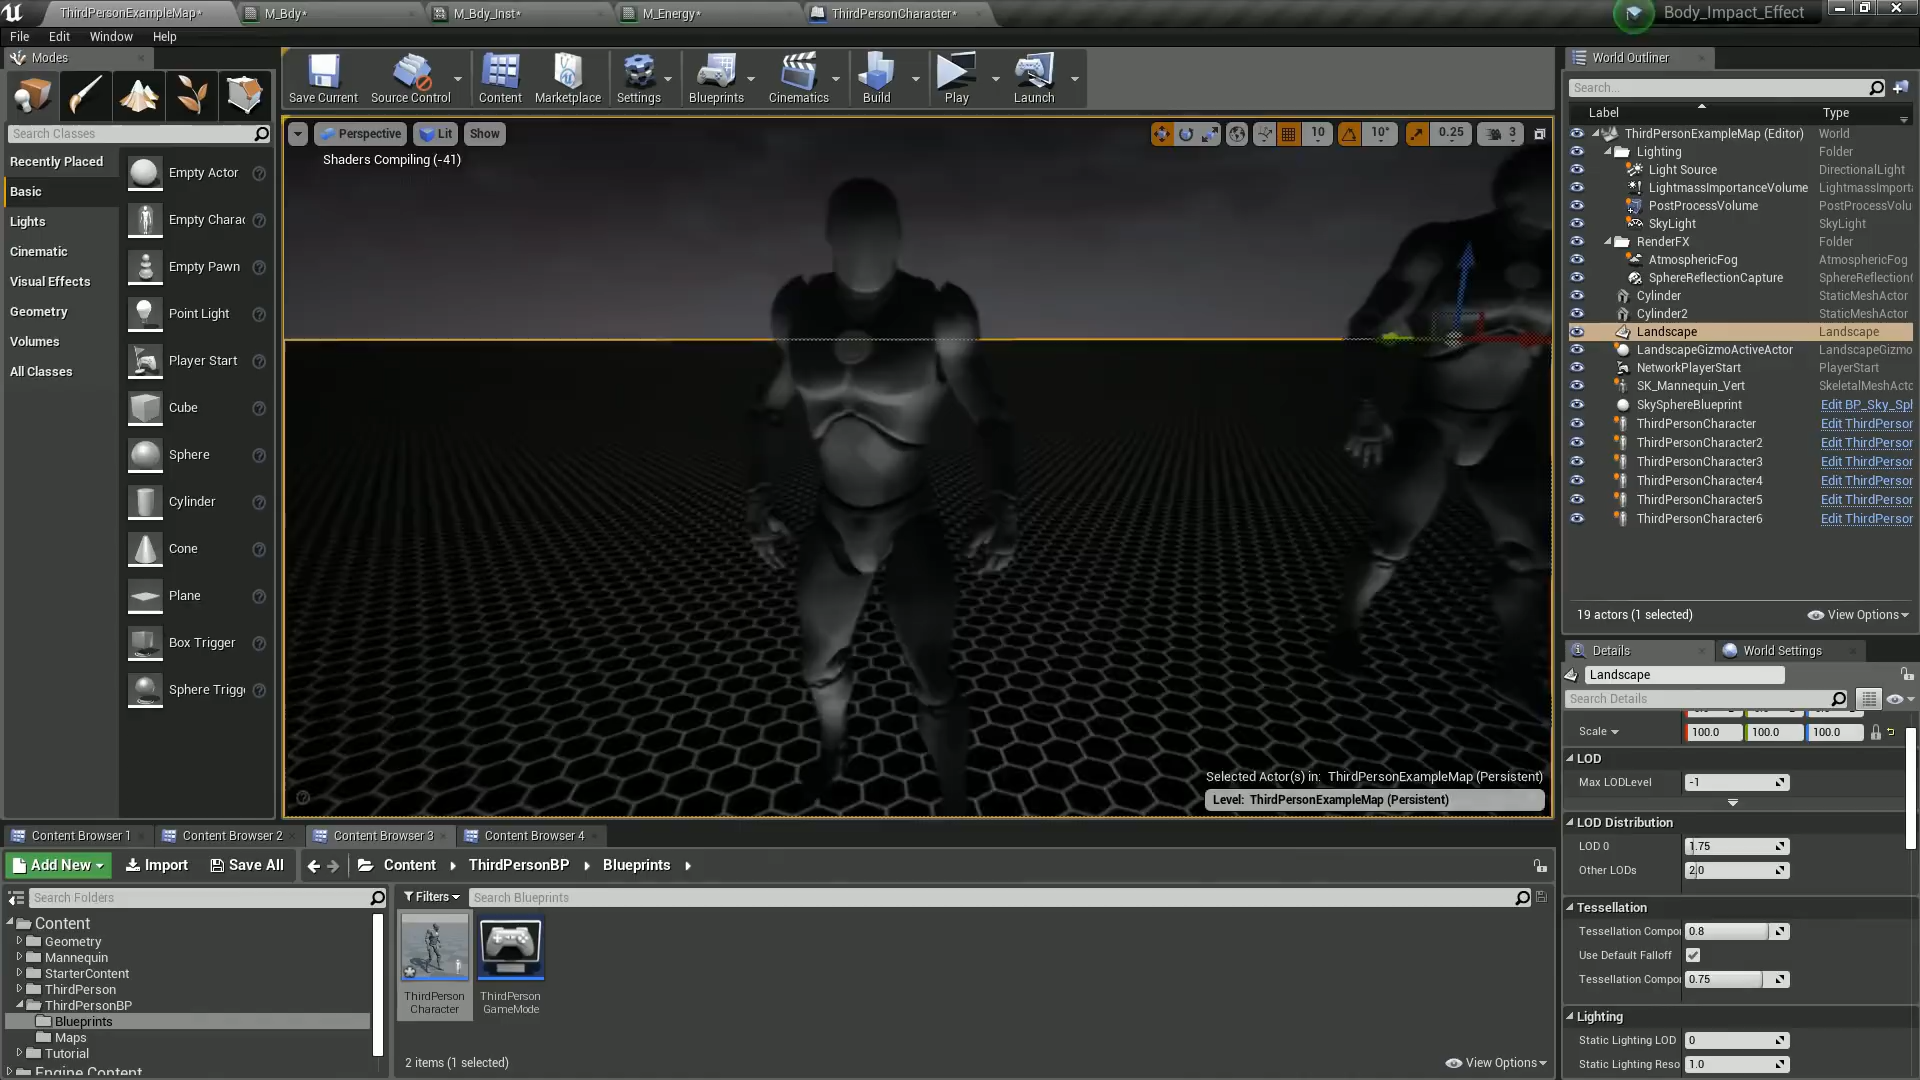 ThirdPersonExampleMap*
M_Bdy*
M_Bdy_Inst*
M_Energy*
ThirdPersonCharacter*
Body_Impact_Effect
File
Edit
Window
Help
Modes
Search Classes
Recently Placed
Basic
Lights
Cinematic
Visual Effects
Geometry
Volumes
All Classes
Empty Actor
Empty Charac
Empty Pawn
Point Light
Player Start
Cube
Sphere
Cylinder
Cone
Plane
Box Trigger
Sphere Trigge
Save Current
Source Control
Content
Marketplace
Settings
Blueprints
Cinematics
Build
Play
Launch
Perspective
Lit
Show
10
10°
0.25
3
Shaders Compiling (-41)
Selected Actor(s) in: ThirdPersonExampleMap (Persistent)
Level: ThirdPersonExampleMap (Persistent)
World Outliner
Search...
Label Type
ThirdPersonExampleMap (Editor) World
Lighting Folder
Light Source DirectionalLight
LightmassImportanceVolume LightmassImporta
PostProcessVolume PostProcessVolu
SkyLight SkyLight
RenderFX Folder
AtmosphericFog AtmosphericFog
SphereReflectionCapture SphereReflection
Cylinder StaticMeshActor
Cylinder2 StaticMeshActor
Landscape Landscape
LandscapeGizmoActiveActor LandscapeGizmo
NetworkPlayerStart PlayerStart
SK_Mannequin_Vert SkeletalMeshActo
SkySphereBlueprint Edit BP_Sky_Sph
ThirdPersonCharacter Edit ThirdPerson
ThirdPersonCharacter2 Edit ThirdPerson
ThirdPersonCharacter3 Edit ThirdPerson
ThirdPersonCharacter4 Edit ThirdPerson
ThirdPersonCharacter5 Edit ThirdPerson
ThirdPersonCharacter6 Edit ThirdPerson
19 actors (1 selected)
View Options
Details
World Settings
Landscape
Search Details
Scale 100.0 100.0 100.0
LOD
Max LODLevel -1
LOD Distribution
LOD 0 1.75
Other LODs 2.0
Tessellation
Tessellation Compor 0.8
Use Default Falloff
Tessellation Compor 0.75
Lighting
Static Lighting LOD 0
Static Lighting Reso 1.0
Content Browser 1
Content Browser 2
Content Browser 3
Content Browser 4
Add New
Import
Save All
Content
ThirdPersonBP
Blueprints
Search Folders
Filters
Search Blueprints
Content
Geometry
Mannequin
StarterContent
ThirdPerson
ThirdPersonBP
Blueprints
Maps
Tutorial
Engine Content
ThirdPerson
Character
ThirdPerson
GameMode
2 items (1 selected)
View Options